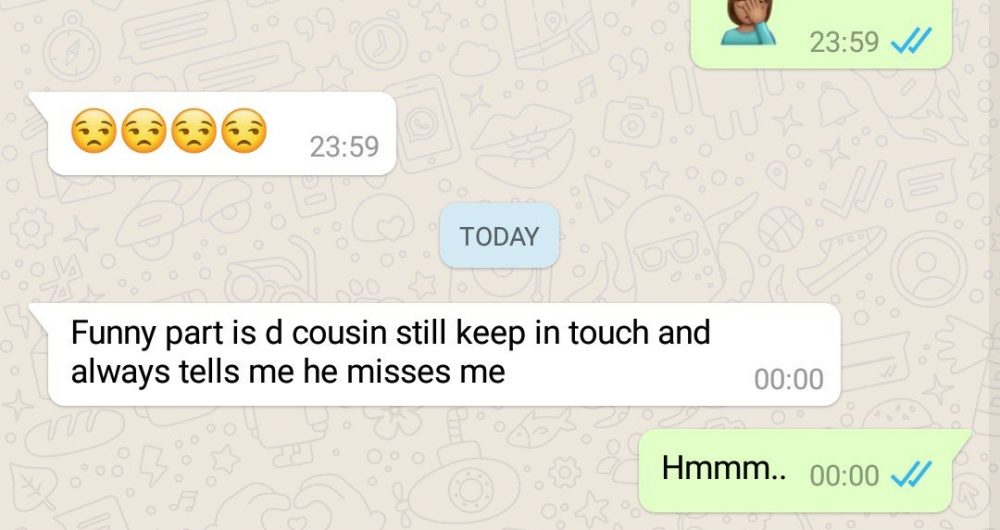 23:59
😒😒😒😒 23:59
TODAY
Funny part is d cousin still keep in touch and
always tells me he misses me
00:00
Hmmm.. 00:00